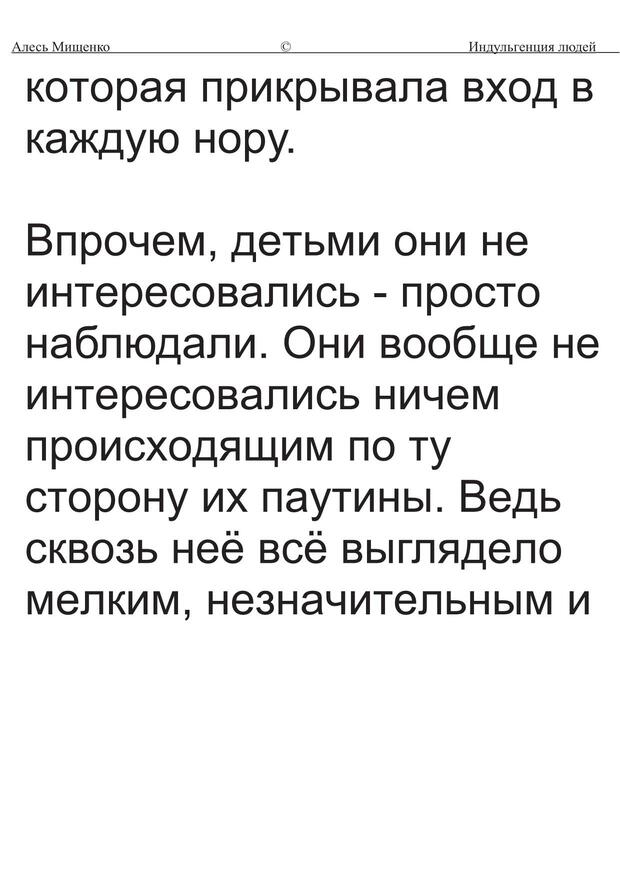 Алесь Мищенко © Индульгенция людей
которая прикрывала вход в
каждую нору.
Впрочем, детьми они не
интересовались - просто
наблюдали. Они вообще не
интересовались ничем
происходящим по ту
сторону их паутины. Ведь
сквозь неё всё выглядело
мелким, незначительным и